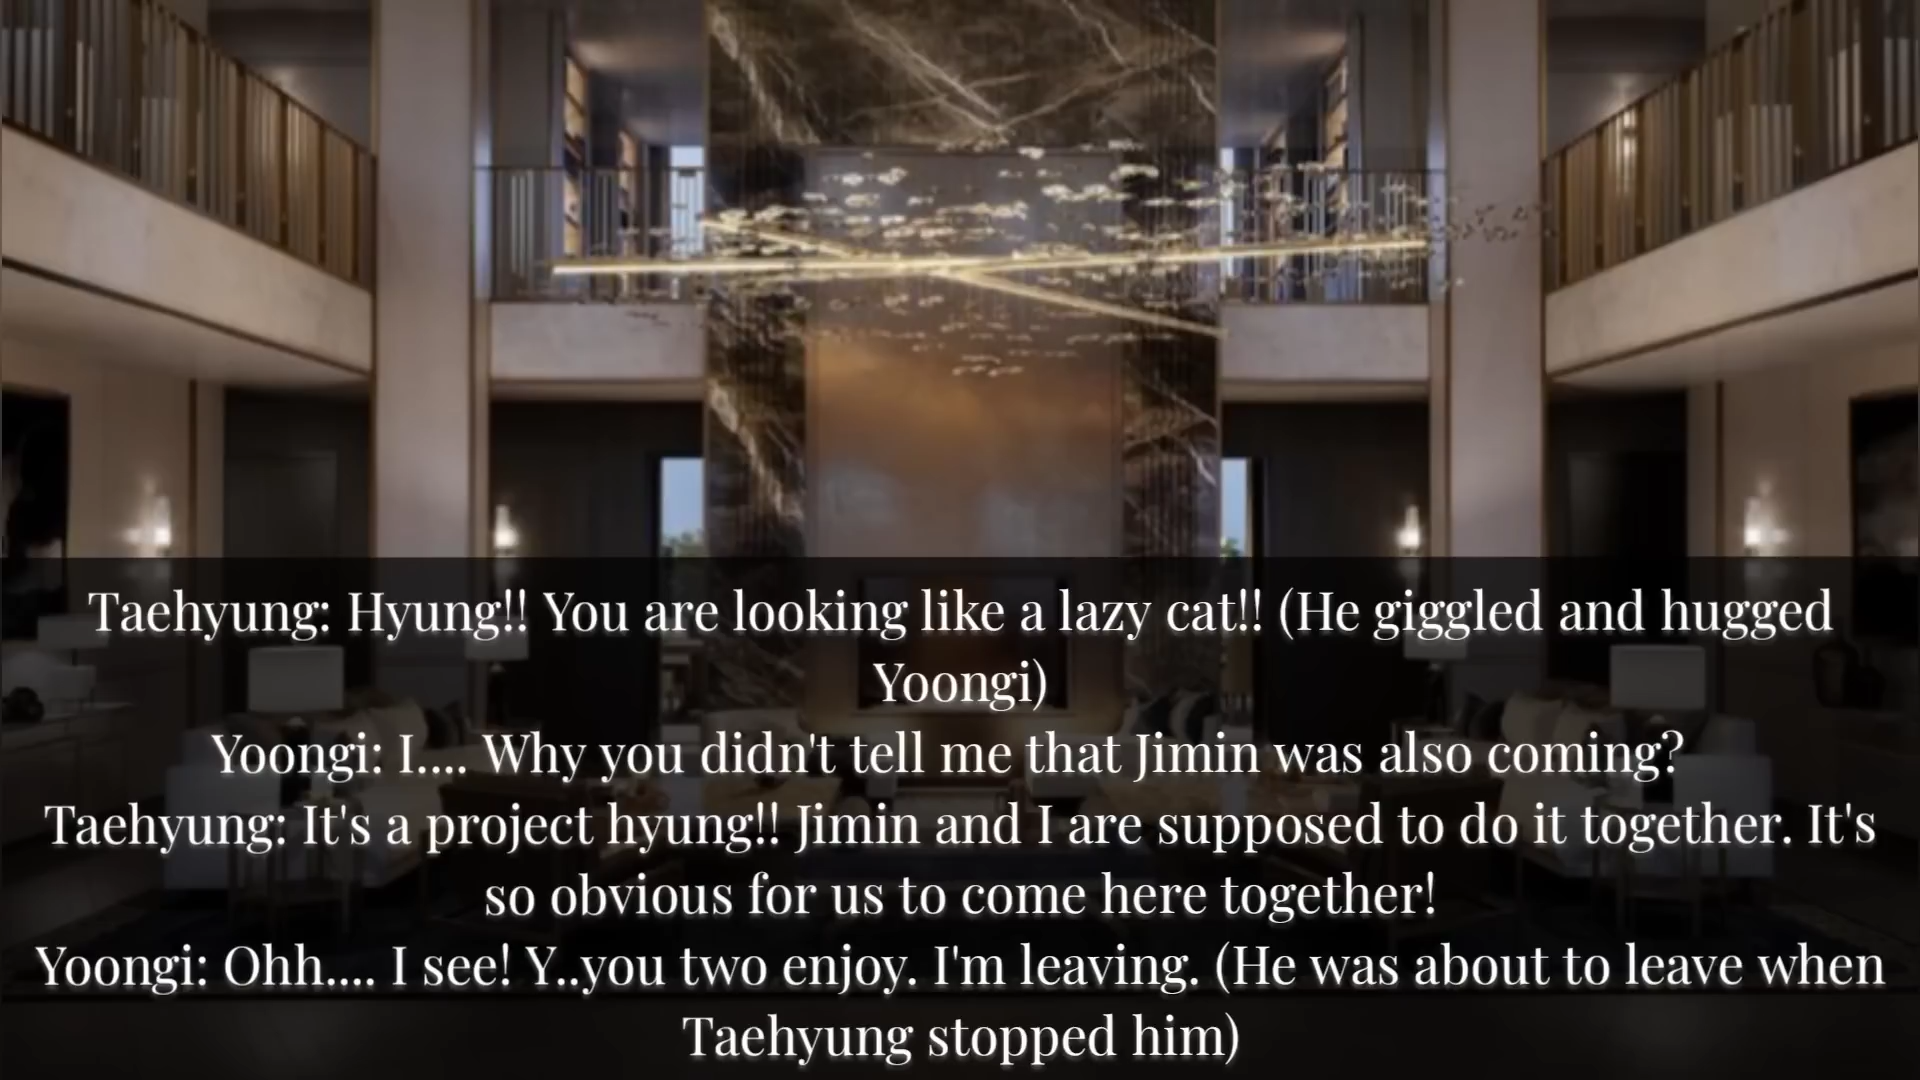 Taehyung: Hyung!! You are looking like a lazy cat!! (He giggled and hugged
Yoongi)
Yoongi: I.... Why you didn't tell me that Jimin was also coming?
Taehyung: It's a project hyung!! Jimin and I are supposed to do it together. It's
so obvious for us to come here together!
Yoongi: Ohh.... I see! Y..you two enjoy. I'm leaving. (He was about to leave when
Taehyung stopped him)